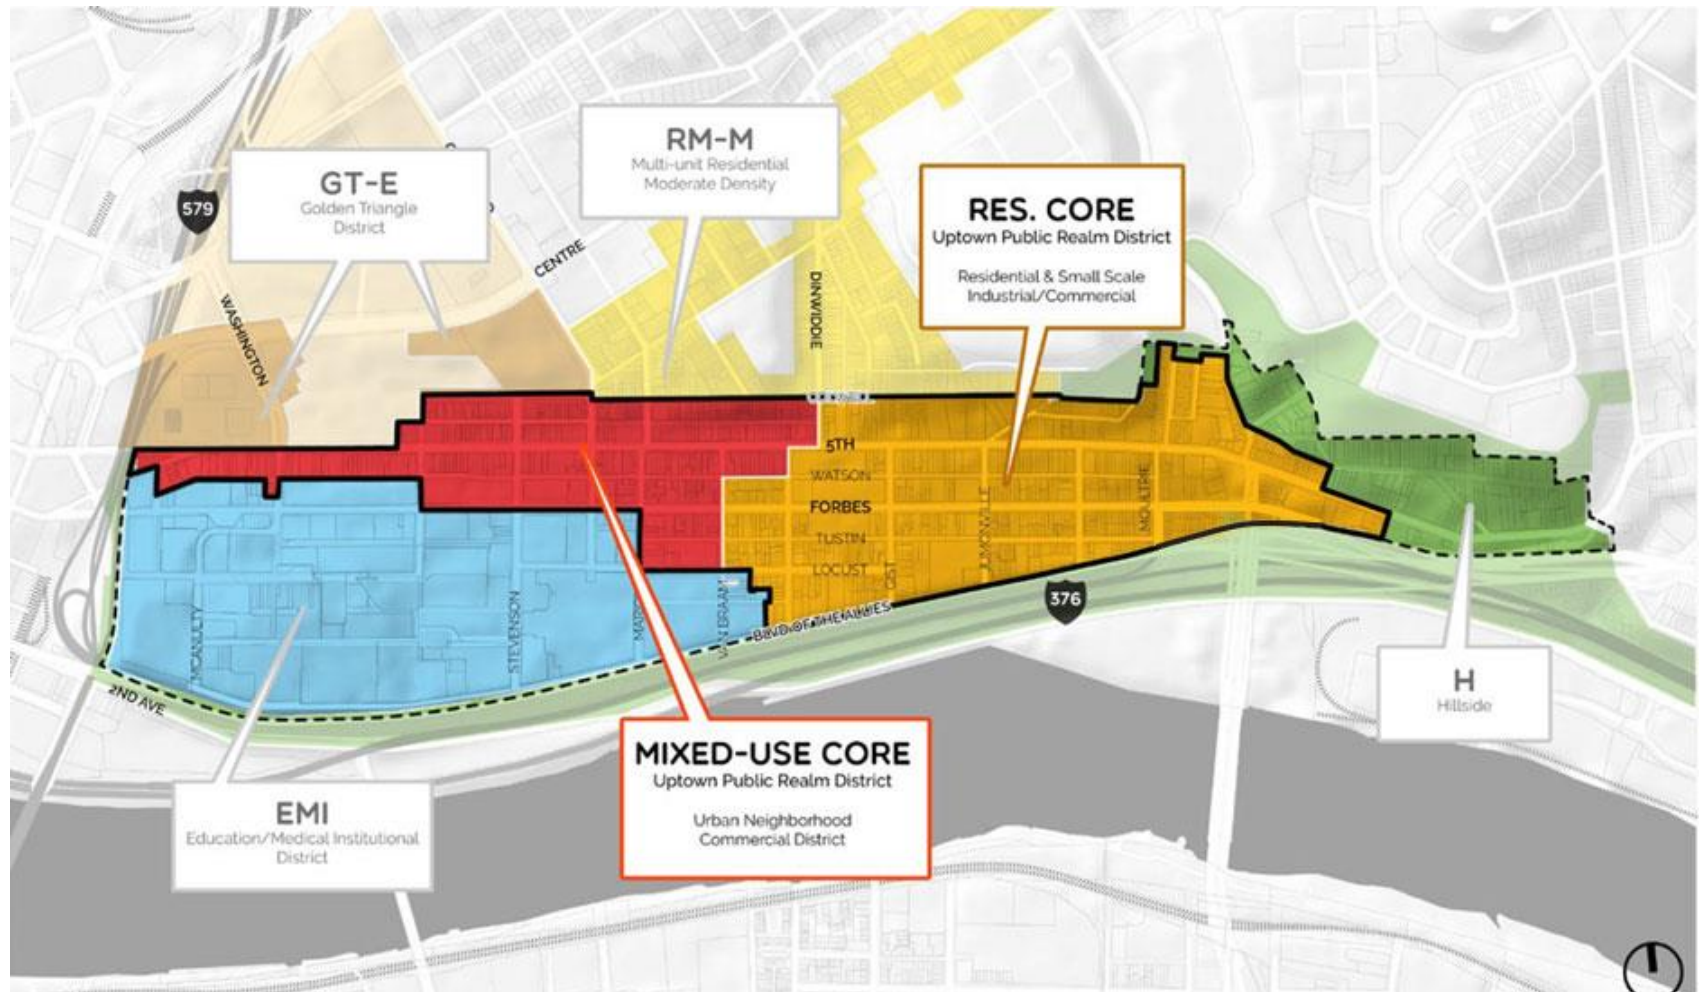 RM-M
Multi-unit Residential
Moderate Density
GT-E
Golden Triangle
District
579
RES. CORE
Uptown Public Realm District
Residential & Small Scale
Industrial/Commercial
CENTRE
DINWIDDIE
WASHINGTON
5TH
WATSON
FORBES
TUSTIN
LOCUST
GIST
JUMONVILLE
MOULTRIE
376
BLVD OF THE ALLIES
VAN BRAAM
STEVENSON
MCANULTY
2ND AVE
H
Hillside
MIXED-USE CORE
Uptown Public Realm District
Urban Neighborhood
Commercial District
EMI
Education/Medical Institutional
District